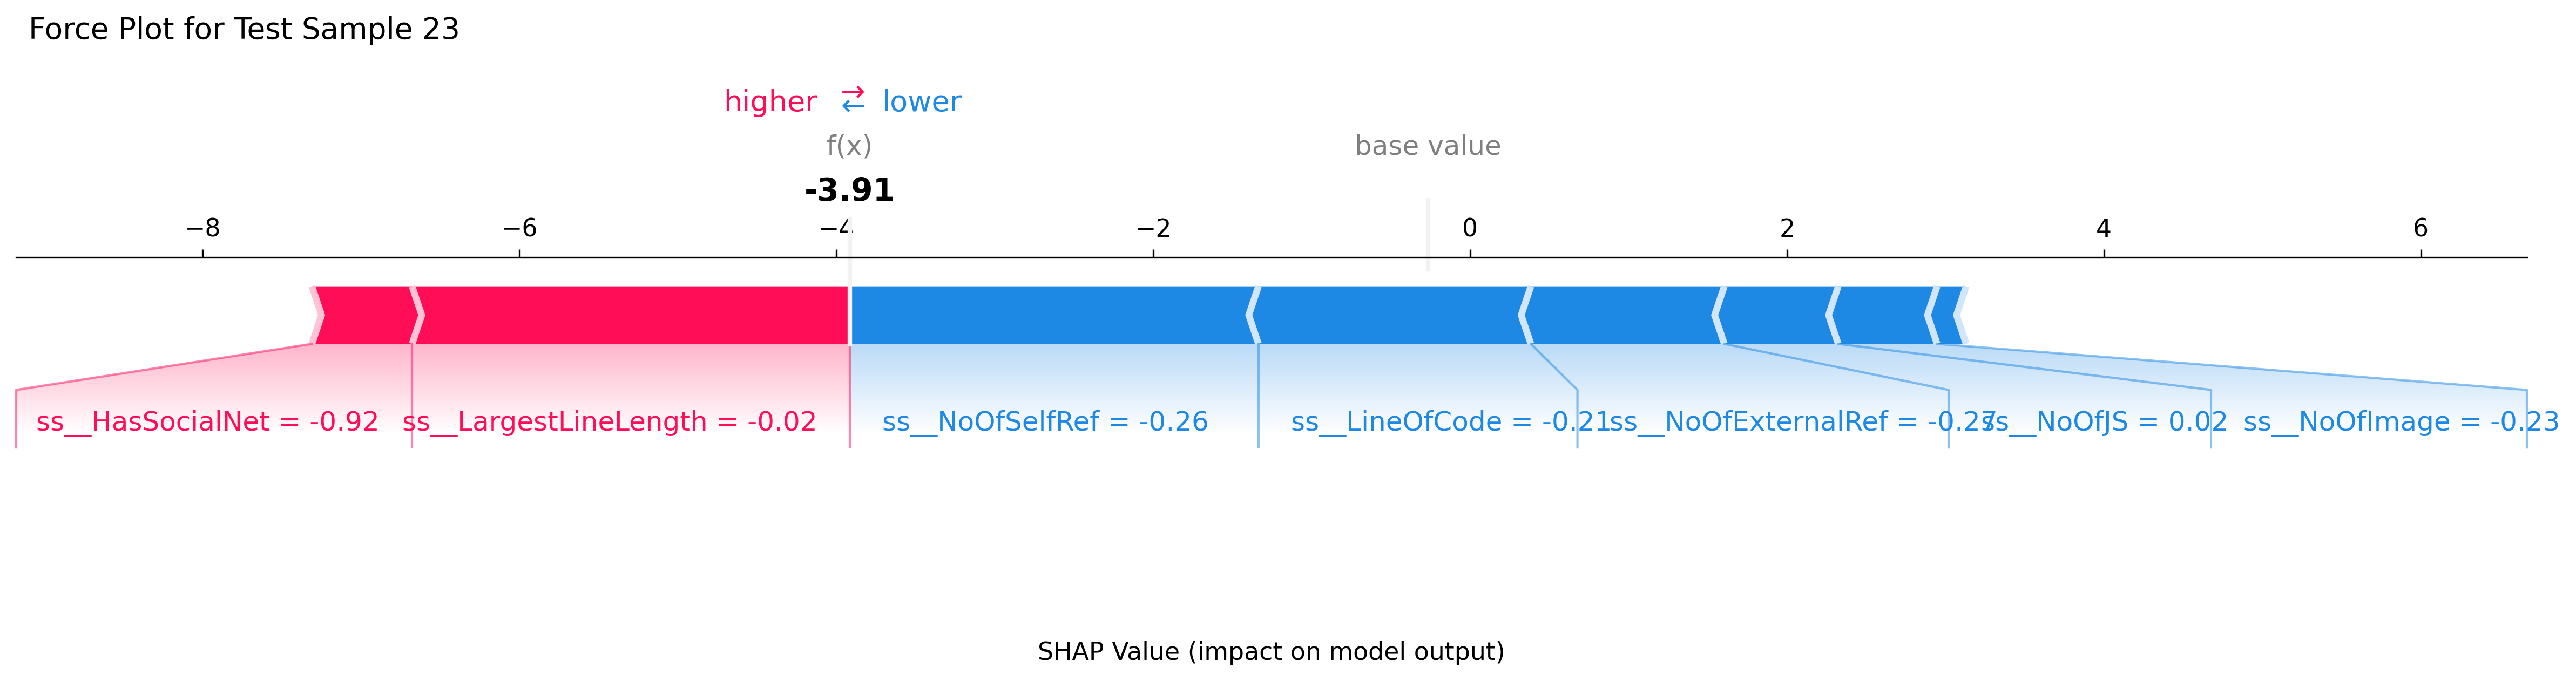 Force Plot for Test Sample 23
higher ⇄ lower
f(x) base value
-3.91
−8 −6 −4 −2 0 2 4 6
ss__HasSocialNet = -0.92 ss__LargestLineLength = -0.02 ss__NoOfSelfRef = -0.26 ss__LineOfCode = -0.21 ss__NoOfExternalRef = -0.27 ss__NoOfJS = 0.02 ss__NoOfImage = -0.23
SHAP Value (impact on model output)